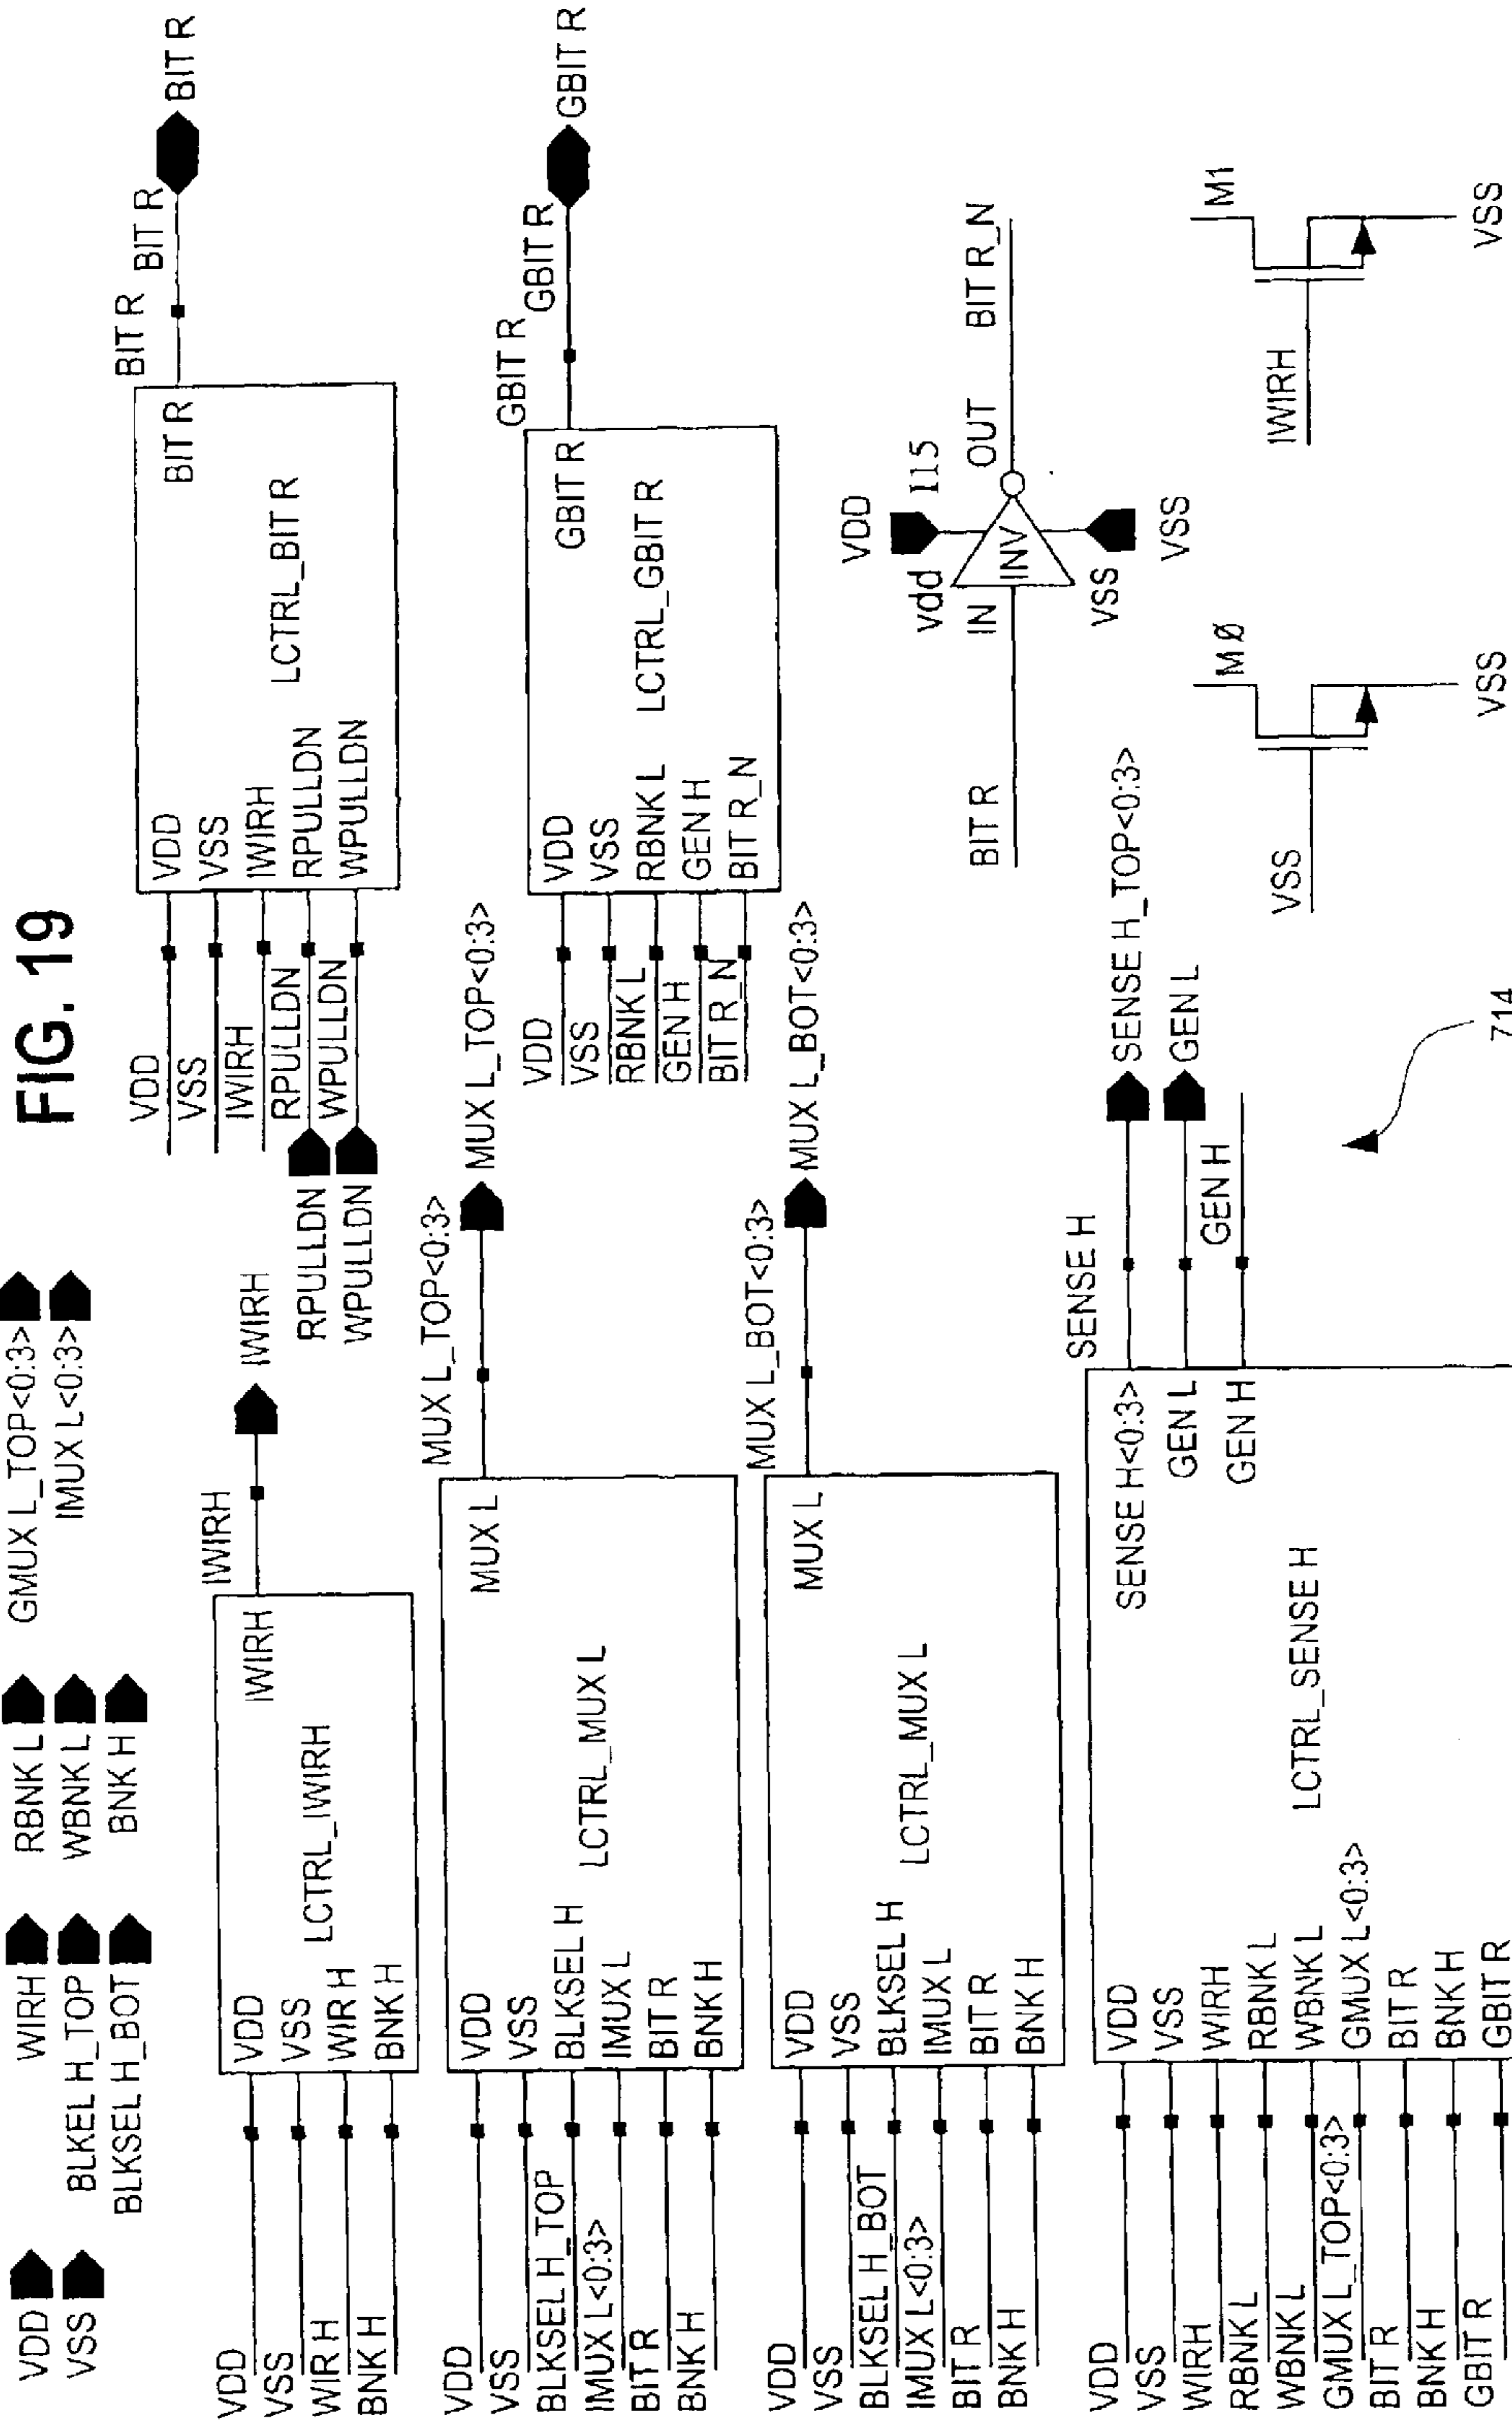 FIG. 19
VDD
VSS
WIRH
BLKEL H_TOP
BLKSEL H_BOT
RBNK L
WBNK L
BNK H
GMUX L_TOP<0:3>
IMUX L<0:3>
VDD
VSS
WIR H
BNK H
VDD
VSS
WIR H
BNK H
LCTRL_IWIRH
IWIRH
IWIRH
IWIRH
VDD
VSS
BLKSEL H_TOP
IMUX L<0:3>
BIT R
BNK H
VDD
VSS
BLKSEL H
IMUX L
BIT R
BNK H
LCTRL_MUX L
MUX L
MUX L_TOP<0:3>
MUX L_TOP<0:3>
VDD
VSS
BLKSEL H_BOT
IMUX L<0:3>
BIT R
BNK H
VDD
VSS
BLKSEL H
IMUX L
BIT R
BNK H
LCTRL_MUX L
MUX L
MUX L_BOT<0:3>
MUX L_BOT<0:3>
VDD
VSS
WIRH
RBNK L
WBNK L
GMUX L_TOP<0:3>
BIT R
BNK H
GBIT R
VDD
VSS
WIRH
RBNK L
WBNK L
GMUX L<0:3>
BIT R
BNK H
GBIT R
LCTRL_SENSE H
SENSE H<0:3>
GEN L
GEN H
SENSE H
GEN H
SENSE H_TOP<0:3>
GEN L
VDD
VSS
IWIRH
RPULLDN
WPULLDN
RPULLDN
WPULLDN
VDD
VSS
IWIRH
RPULLDN
WPULLDN
LCTRL_BIT R
BIT R
BIT R
BIT R
BIT R
VDD
VSS
RBNK L
GEN H
BIT R_N
VDD
VSS
RBNK L
GEN H
BIT R_N
LCTRL_GBIT R
GBIT R
GBIT R
GBIT R
GBIT R
BIT R
IN
vdd
VDD
I15
INV
OUT
BIT R_N
VSS
VSS
VSS
MØ
VSS
IWIRH
M1
VSS
714